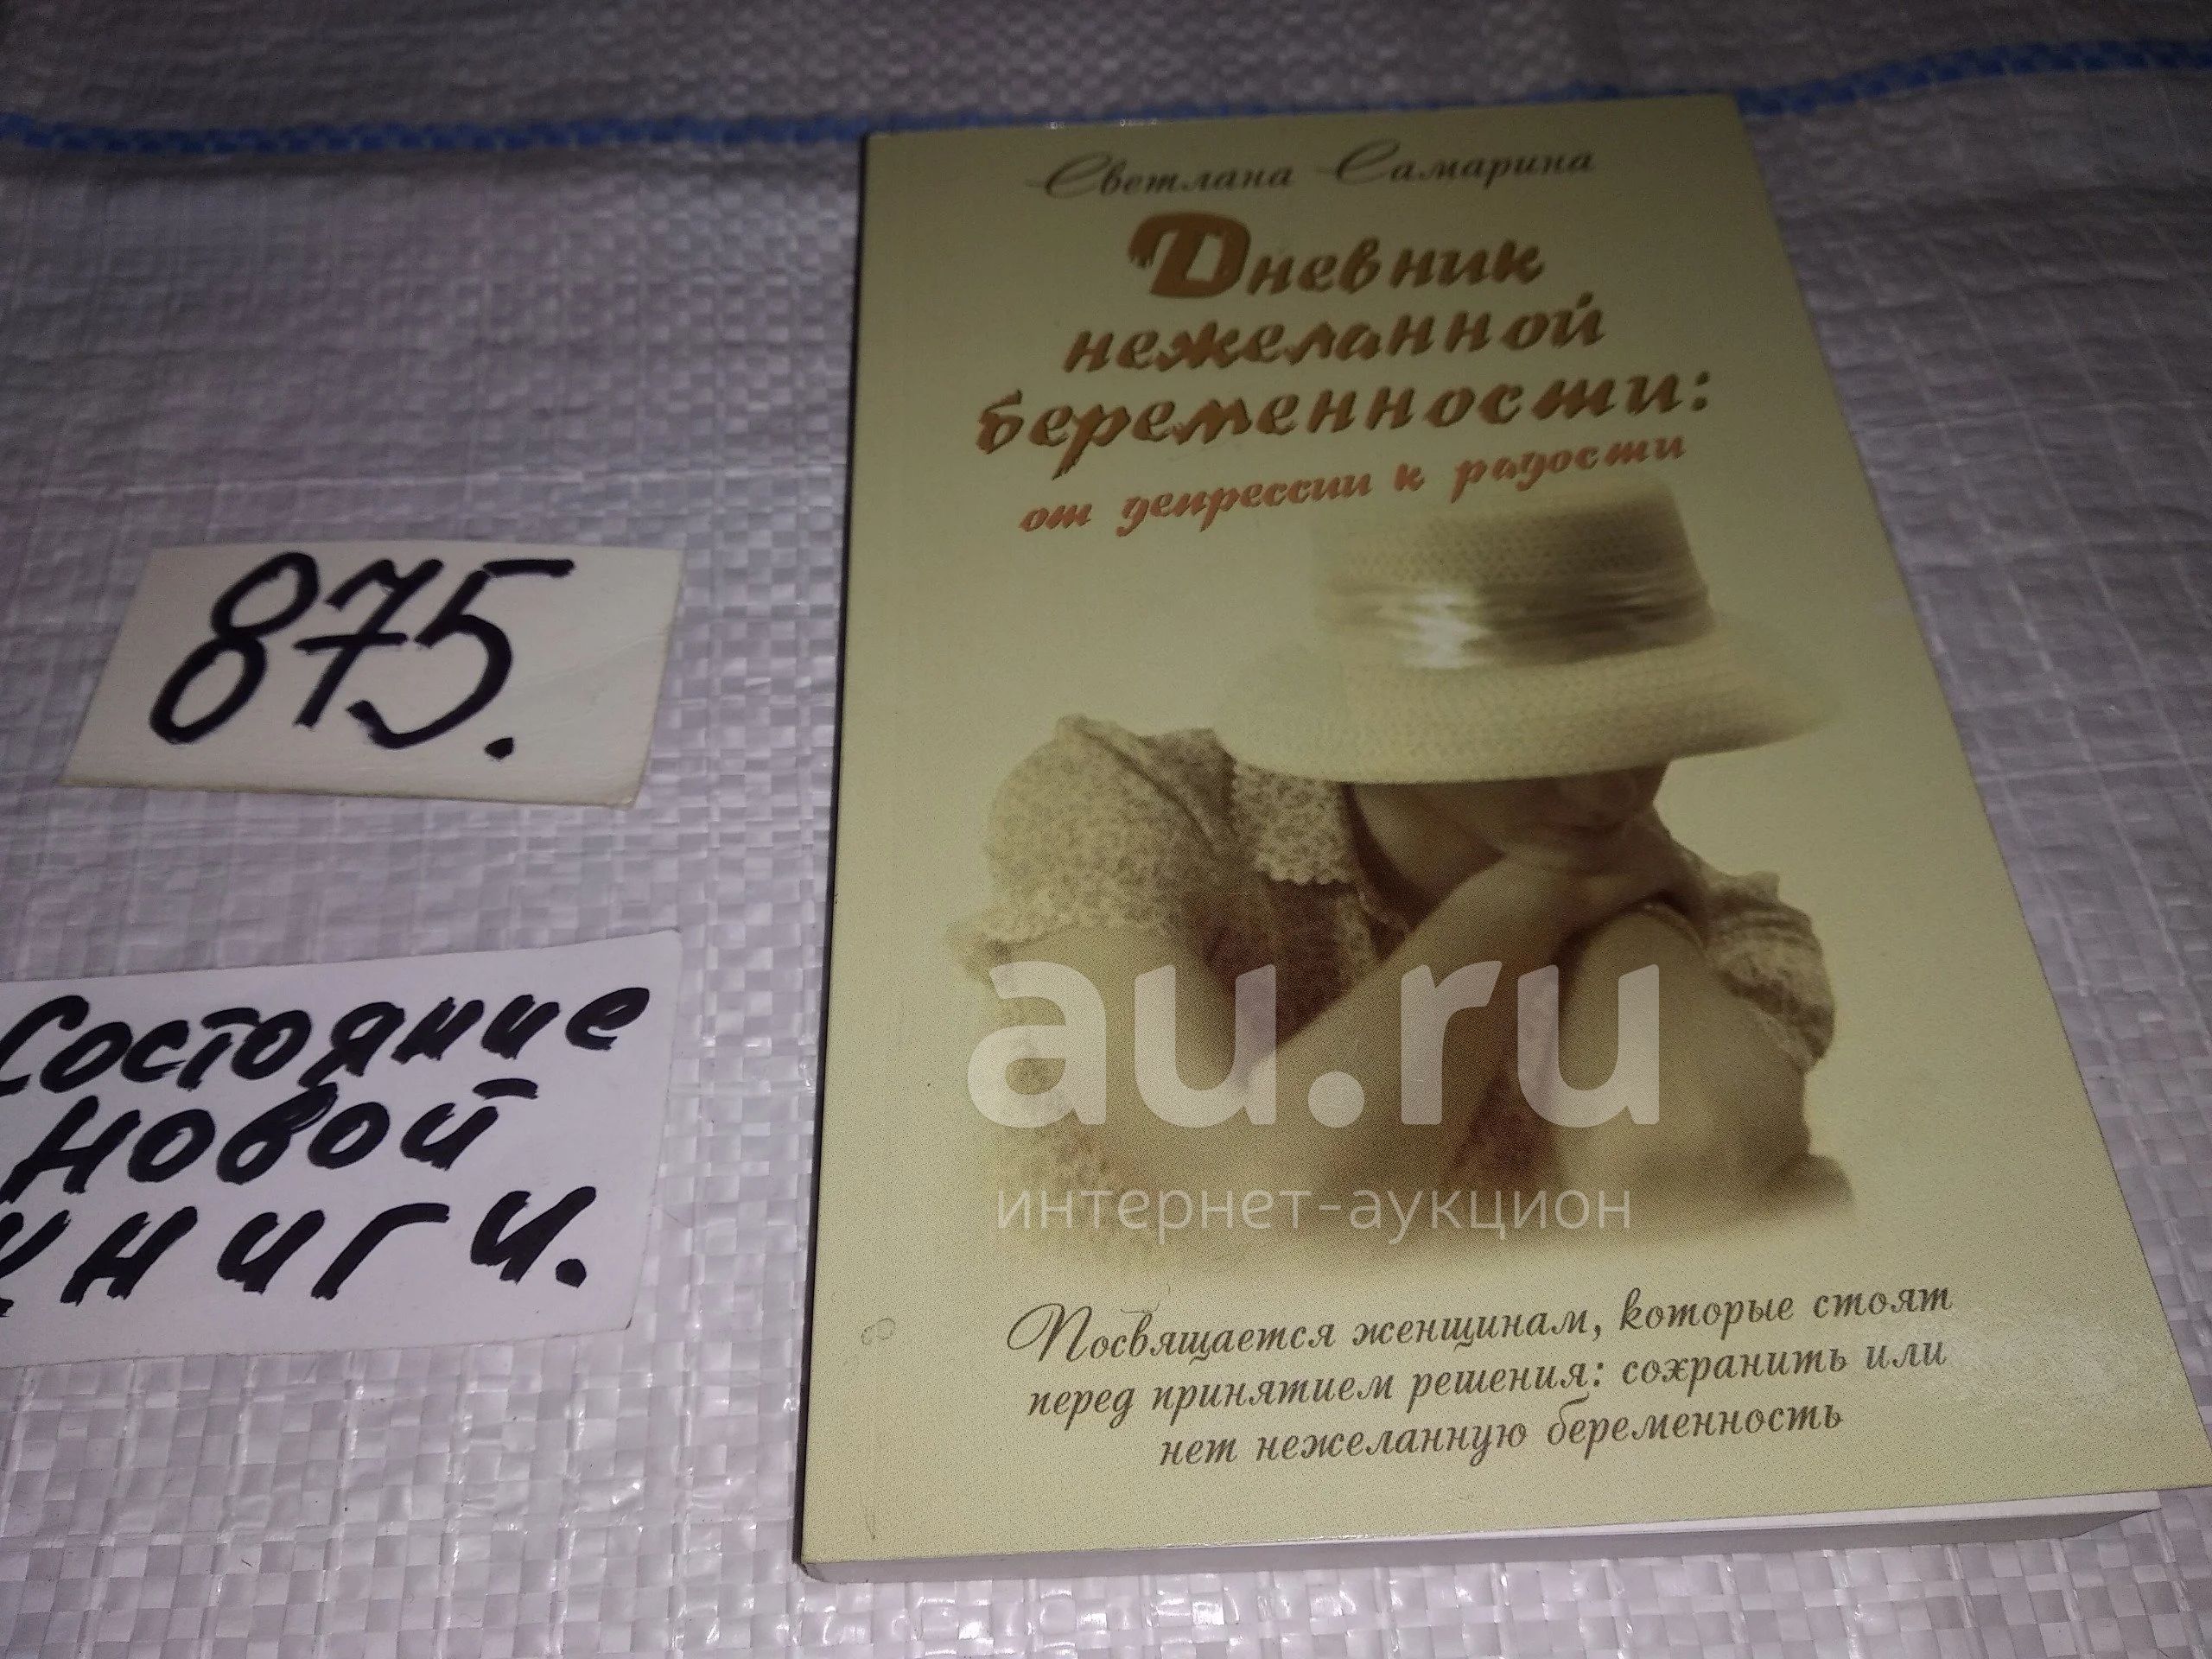 Светлана Самарина
Дневник
нежеланной
беременности:
от депрессии к радости
875.
Состояние
новой
книги.
au.ru
интернет-аукцион
Посвящается женщинам, которые стоят
перед принятием решения: сохранить или
нет нежеланную беременность